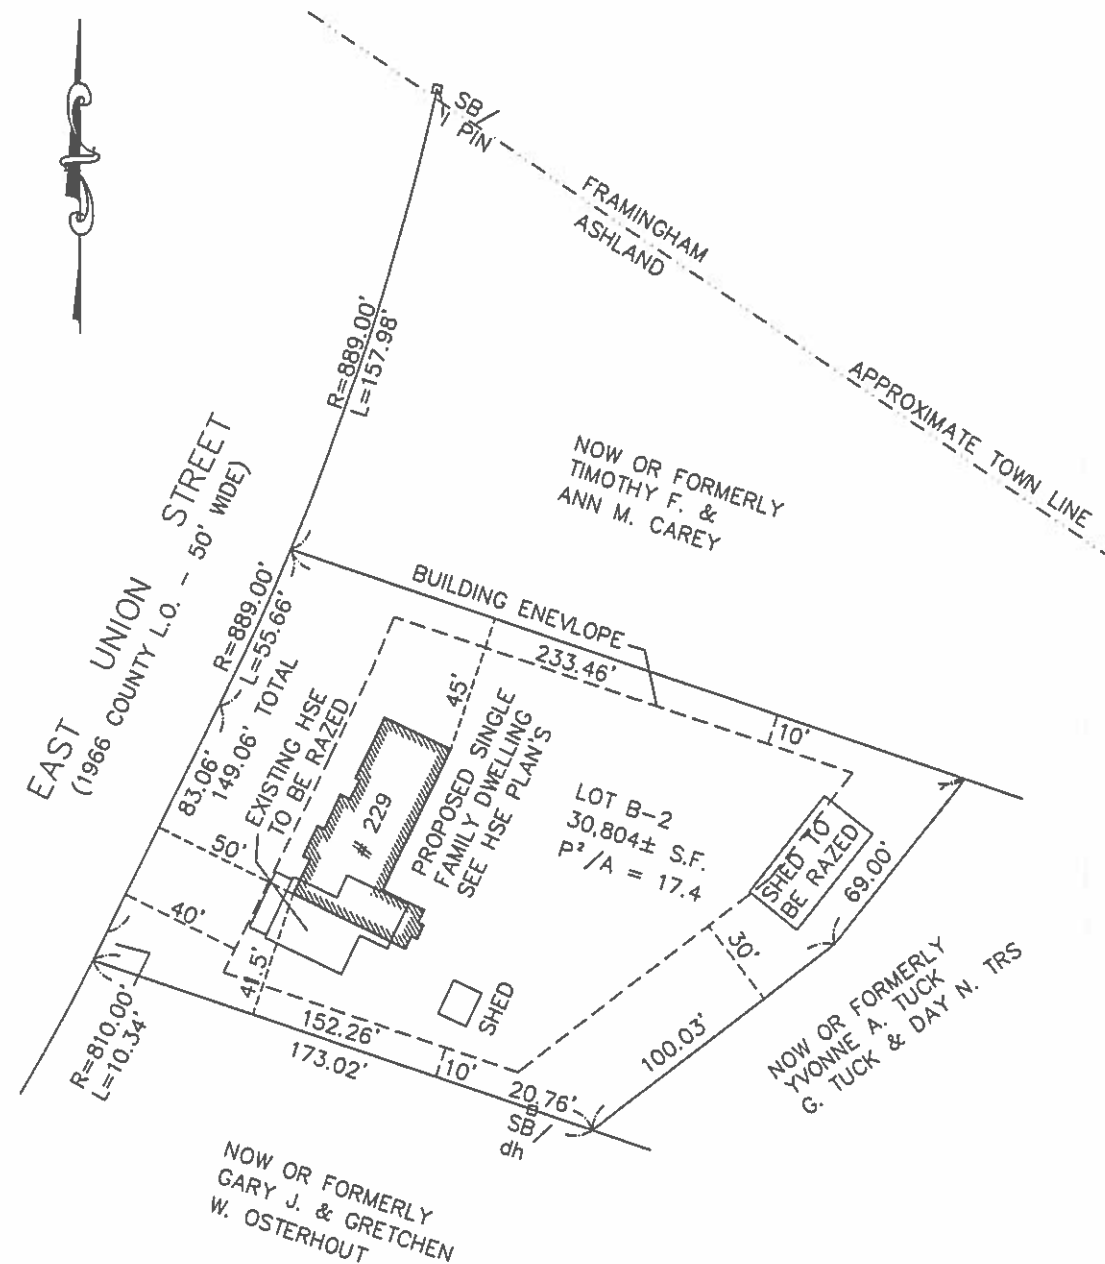 SB/
I PIN
FRAMINGHAM
ASHLAND
APPROXIMATE TOWN LINE
R=889.00'
L=157.98'
EAST UNION STREET
(1966 COUNTY L.O. - 50' WIDE)
NOW OR FORMERLY
TIMOTHY F. &
ANN M. CAREY
R=889.00'
L=55.66'
83.06'
149.06' TOTAL
BUILDING ENEVLOPE
233.46'
10'
45'
EXISTING HSE
TO BE RAZED
# 229
PROPOSED SINGLE
FAMILY DWELLING
SEE HSE PLAN'S
LOT B-2
30,804± S.F.
P²/A = 17.4
SHED TO
BE RAZED
69.00'
50'
40'
41.5'
30'
SHED
R=810.00'
L=10.34'
152.26'
173.02'
10'
20.76'
100.03'
SB
dh
NOW OR FORMERLY
YVONNE A. TUCK
G. TUCK & DAY N. TRS
NOW OR FORMERLY
GARY J. & GRETCHEN
W. OSTERHOUT